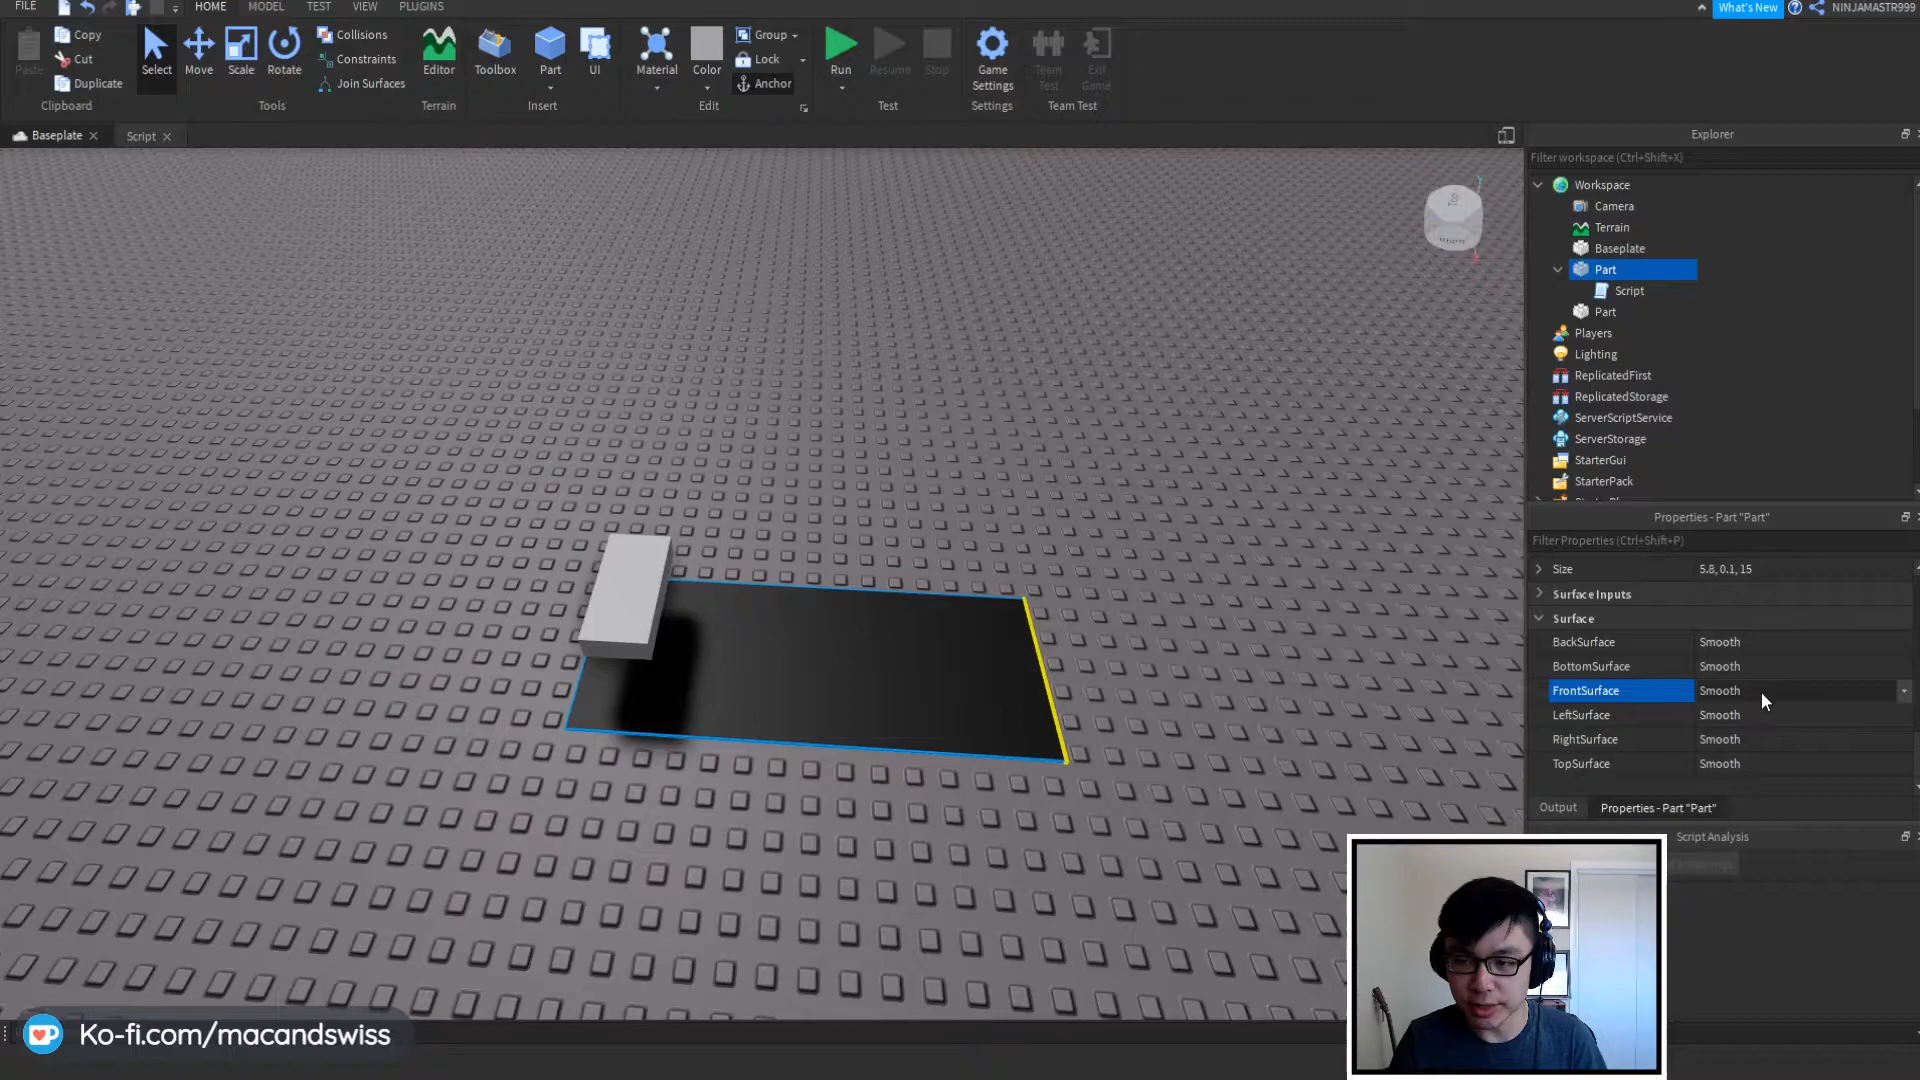 FILE
HOME
MODEL
TEST
VIEW
PLUGINS
What's New
NINJAMASTR999
Paste
Copy
Cut
Duplicate
Clipboard
Select
Move
Scale
Rotate
Collisions
Constraints
Join Surfaces
Tools
Editor
Terrain
Toolbox
Part
UI
Insert
Material
Color
Group
Lock
Anchor
Edit
Run
Resume
Stop
Test
Game Settings
Settings
Team Test
Exit Game
Team Test
Baseplate
Script
Explorer
Filter workspace (Ctrl+Shift+X)
Workspace
Camera
Terrain
Baseplate
Part
Script
Part
Players
Lighting
ReplicatedFirst
ReplicatedStorage
ServerScriptService
ServerStorage
StarterGui
StarterPack
Top
Properties - Part "Part"
Filter Properties (Ctrl+Shift+P)
Size 5.8, 0.1, 15
Surface Inputs
Surface
BackSurface Smooth
BottomSurface Smooth
FrontSurface Smooth
LeftSurface Smooth
RightSurface Smooth
TopSurface Smooth
Output
Properties - Part "Part"
Script Analysis
Ko-fi.com/macandswiss